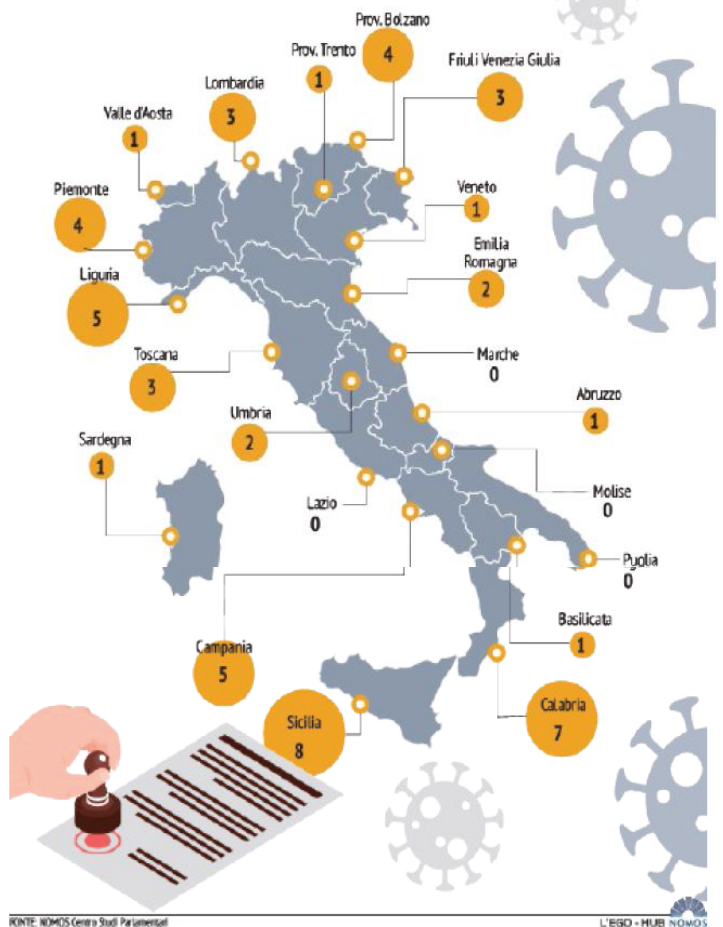 Prov. Bolzano
4
Prov. Trento
1
Friuli Venezia Giulia
3
Lombardia
3
Valle d'Aosta
1
Piemonte
4
Veneto
1
Emilia
Romagna
2
Liguria
5
Toscana
3
Marche
0
Umbria
2
Abruzzo
1
Sardegna
1
Lazio
0
Molise
0
Puglia
0
Basilicata
1
Campania
5
Calabria
7
Sicilia
8
FONTE: NOMOS Centro Studi Parlamentari
L'EGO - HUB NOMOS